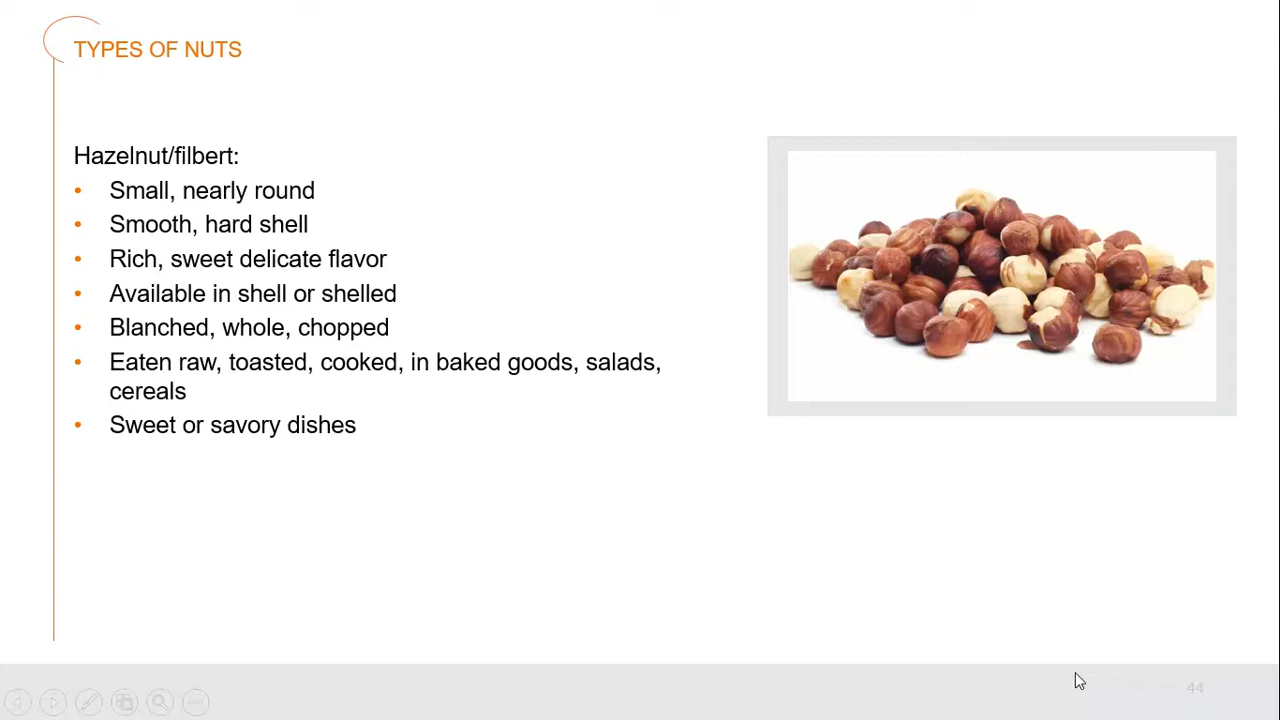 TYPES OF NUTS
Hazelnut/filbert:
• Small, nearly round
• Smooth, hard shell
• Rich, sweet delicate flavor
• Available in shell or shelled
• Blanched, whole, chopped
• Eaten raw, toasted, cooked, in baked goods, salads,
cereals
• Sweet or savory dishes
44